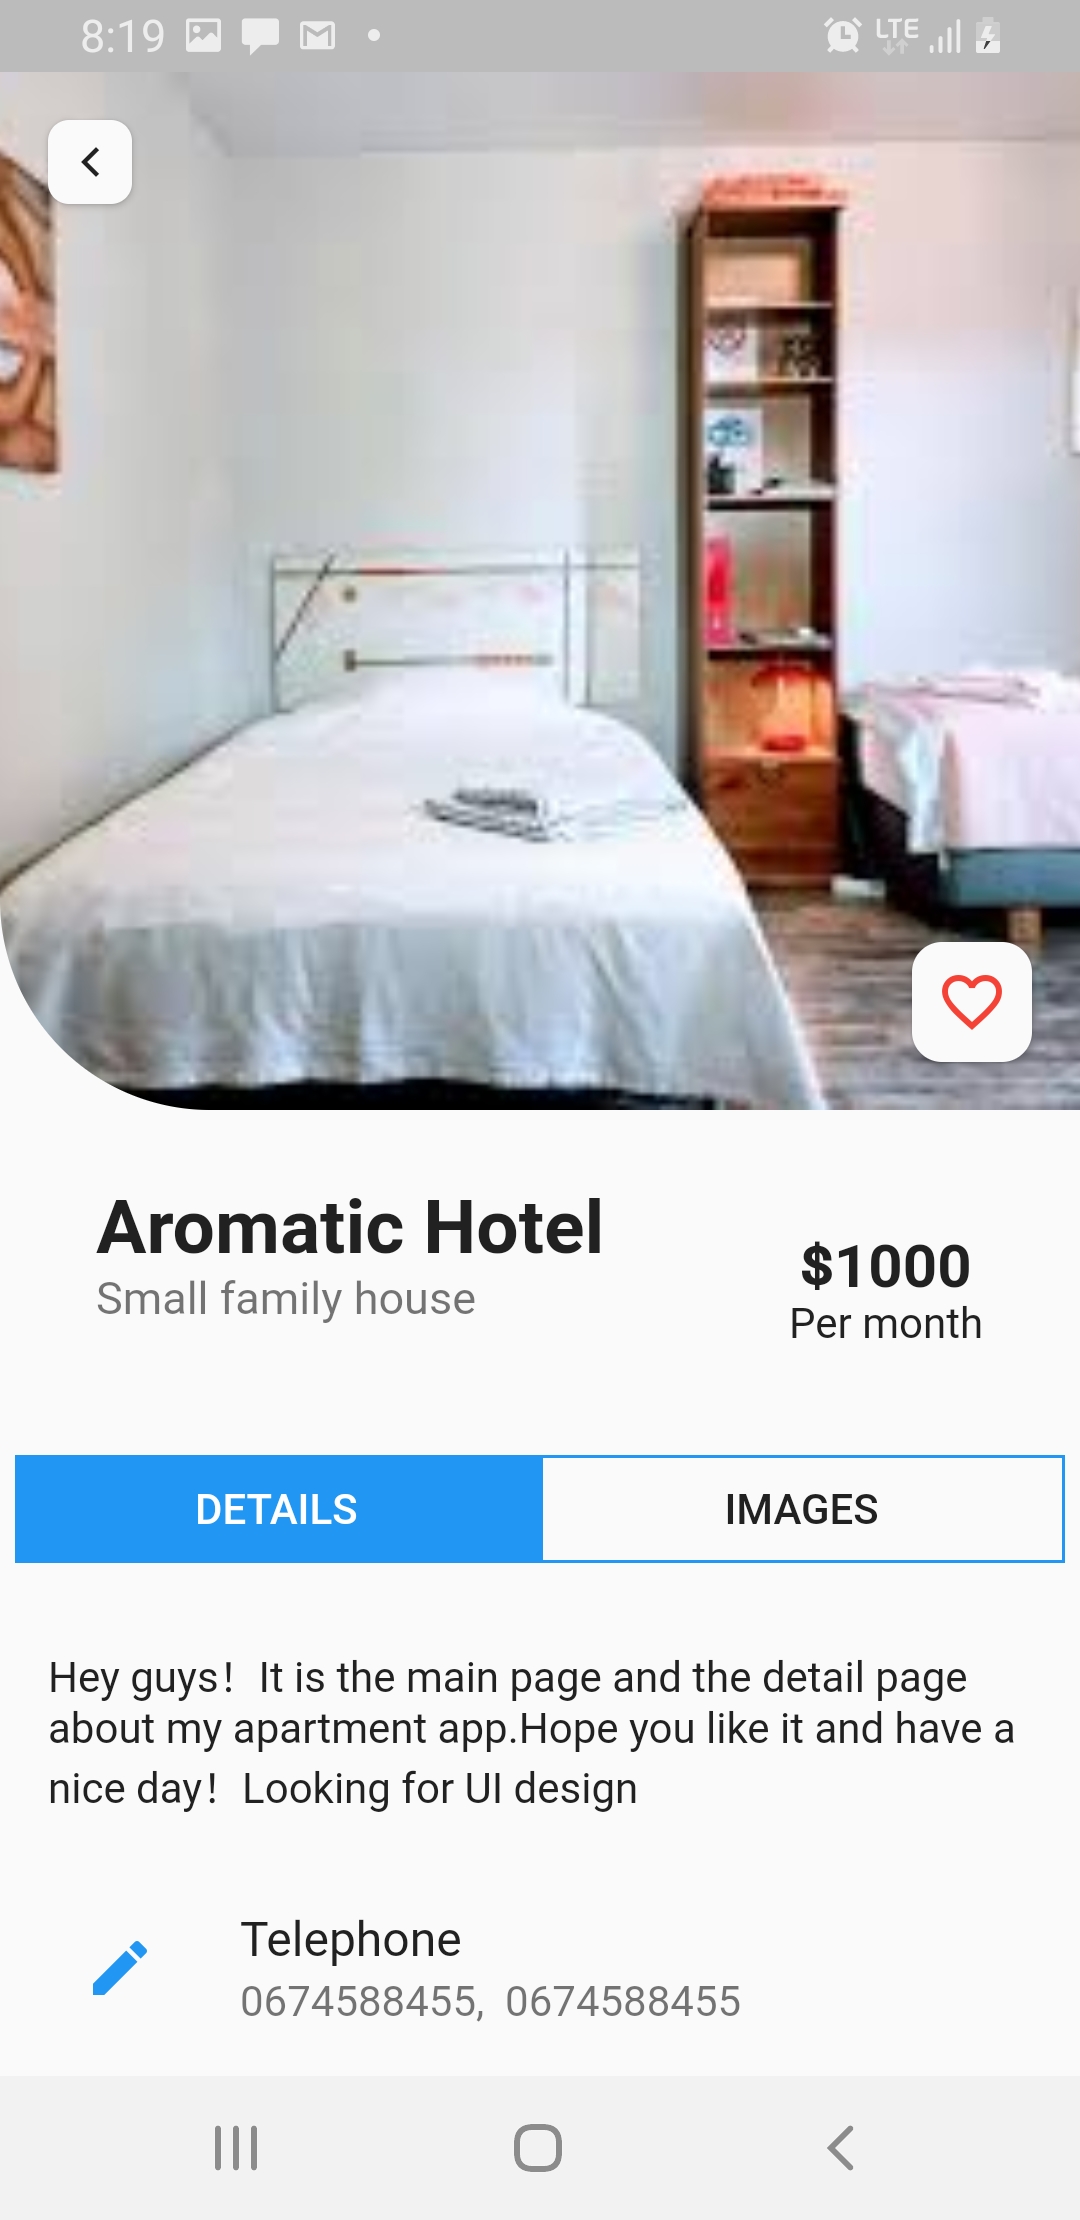 8:19
LTE
Aromatic Hotel
Small family house
$1000
Per month
DETAILS
IMAGES
Hey guys！ It is the main page and the detail page
about my apartment app.Hope you like it and have a
nice day！ Looking for UI design
Telephone
0674588455,  0674588455